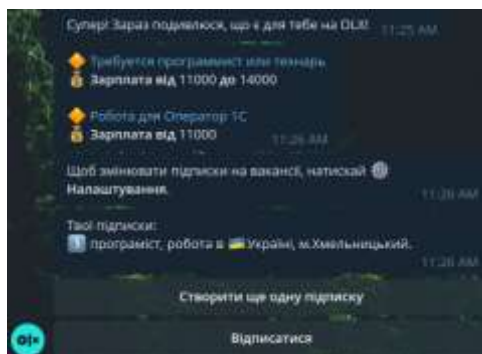 Супер! Зараз подивлюся, що є для тебе на OLX!
11:25 AM
🔶 Требуется программист или технарь
💰 Зарплата від 11000 до 14000
🔶 Робота для Оператор 1С
💰 Зарплата від 11000
11:26 AM
Щоб змінювати підписки на вакансії, натискай ⚙️
Налаштування.
11:26 AM
Твої підписки:
1️⃣ програміст, робота в 🇺🇦 Україні, м.Хмельницький.
11:26 AM
Створити ще одну підписку
Відписатися
olx